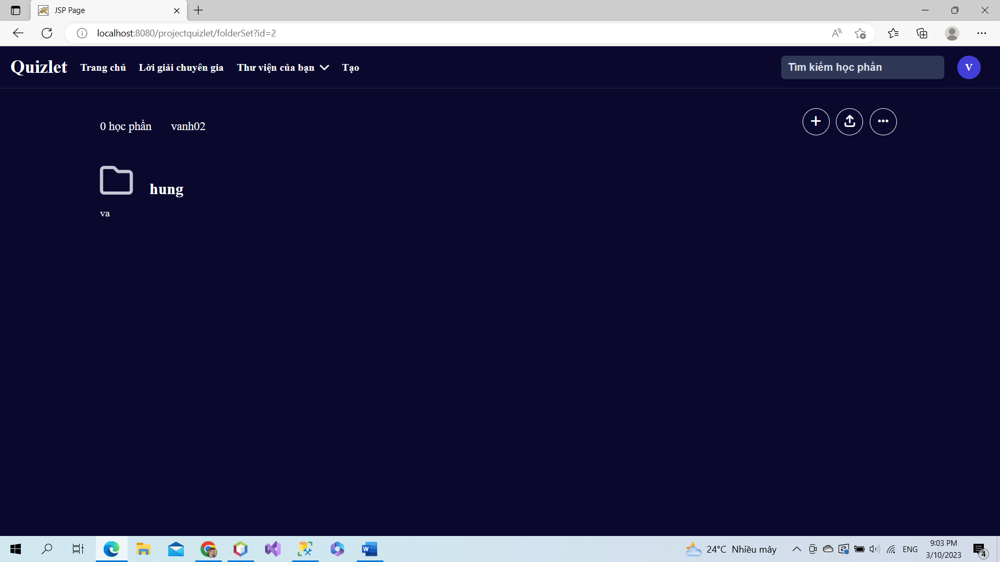 JSP Page
localhost:8080/projectquizlet/folderSet?id=2
Quizlet Trang chủ Lời giải chuyên gia Thư viện của bạn Tạo Tìm kiếm học phần V
0 học phần vanh02
hung
va
24°C Nhiều mây ENG 9:03 PM
3/10/2023 4